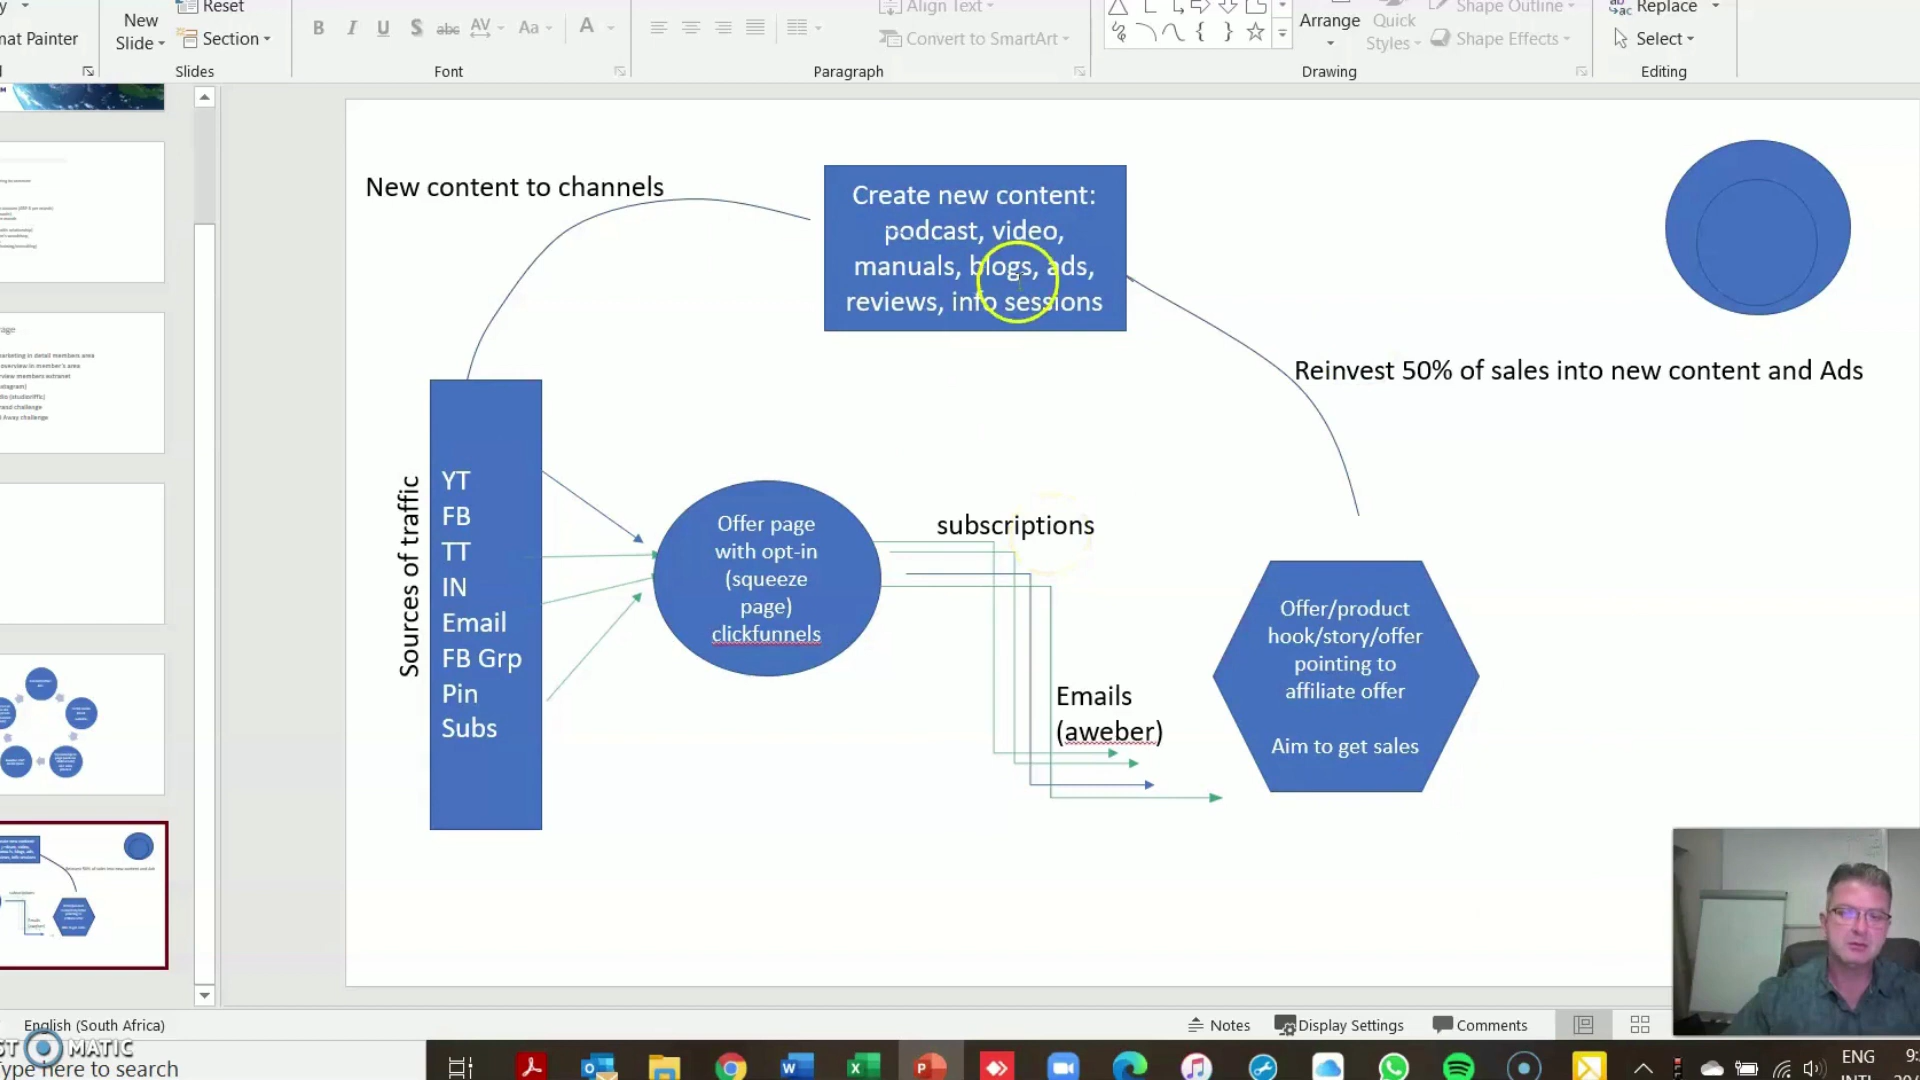 Reset
Align Text
Shape Outline
Replace
New
Slide
mat Painter
Section
Convert to SmartArt
Arrange
Quick
Styles
Shape Effects
Select
Slides
Font
Paragraph
Drawing
Editing
New content to channels
Create new content:
podcast, video,
manuals, blogs, ads,
reviews, info sessions
Reinvest 50% of sales into new content and Ads
Sources of traffic
YT
FB
TT
IN
Email
FB Grp
Pin
Subs
Offer page
with opt-in
(squeeze
page)
clickfunnels
subscriptions
Emails
(aweber)
Offer/product
hook/story/offer
pointing to
affiliate offer
Aim to get sales
English (South Africa)
Notes
Display Settings
Comments
ST MATIC
Type here to search
ENG
INTL